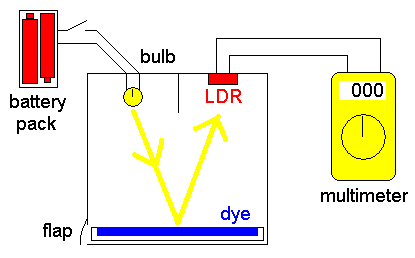 bulb
battery
pack
LDR
000
multimeter
dye
flap